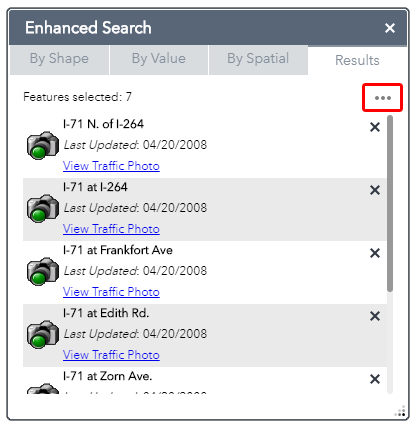 Enhanced Search
By Shape By Value By Spatial Results
Features selected: 7
I-71 N. of I-264
Last Updated: 04/20/2008
View Traffic Photo
I-71 at I-264
Last Updated: 04/20/2008
View Traffic Photo
I-71 at Frankfort Ave
Last Updated: 04/20/2008
View Traffic Photo
I-71 at Edith Rd.
Last Updated: 04/20/2008
View Traffic Photo
I-71 at Zorn Ave.